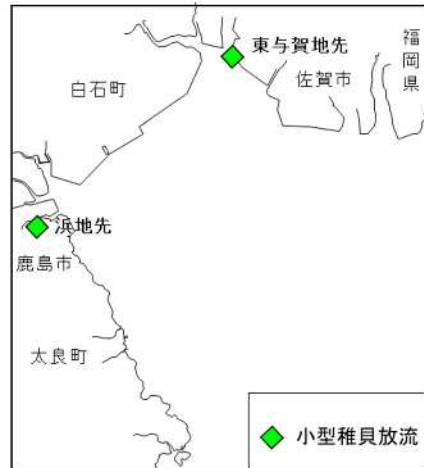 東与賀地先
福岡県
佐賀市
白石町
浜地先
鹿島市
太良町
小型稚貝放流